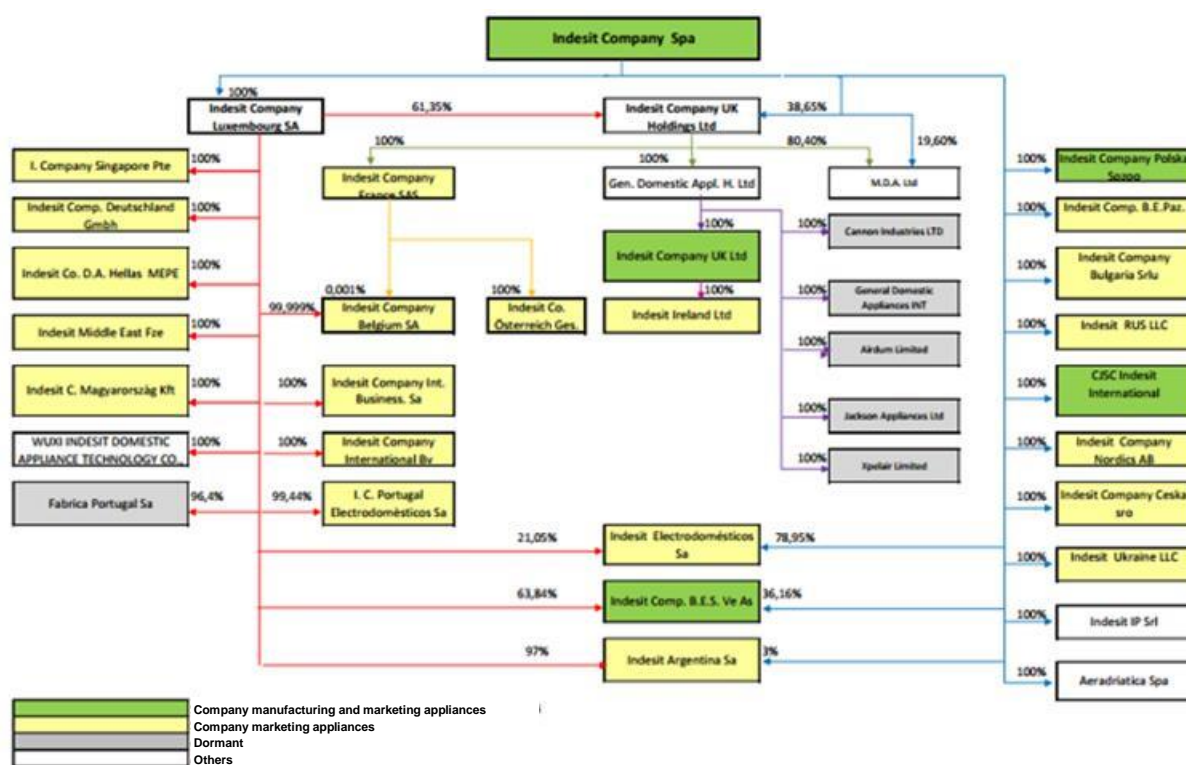 Indesit Company Spa
100%
Indesit Company
Luxembourg SA
61,35%
Indesit Company UK
Holdings Ltd
38,65%
100%
100%
80,40%
19,60%
I. Company Singapore Pte
100%
Indesit Company
France SAS
Gen. Domestic Appl. H. Ltd
M.D.A. Ltd
100%
Indesit Company Polska
Spzoo
Indesit Comp. Deutschland
Gmbh
100%
100%
Indesit Company UK Ltd
100%
Cannon Industries LTD
100%
Indesit Comp. B.E.Paz.
Indesit Co. D.A. Hellas MEPE
100%
100%
Indesit Company
Bulgaria Srlu
0,001%
99,999%
Indesit Company
Belgium SA
100%
Indesit Co.
Österreich Ges.
100%
Indesit Ireland Ltd
100%
General Domestic
Appliances INT
Indesit Middle East Fze
100%
100%
Airdum Limited
100%
Indesit RUS LLC
Indesit C. Magyarország Kft
100%
100%
Indesit Company Int.
Business. Sa
100%
Jackson Appliances Ltd
100%
CJSC Indesit
International
WUXI INDESIT DOMESTIC
APPLIANCE TECHNOLOGY CO.
100%
100%
Indesit Company
International Bv
100%
Xpelair Limited
100%
Indesit Company
Nordics AB
Fabrica Portugal Sa
96,4%
99,44%
I. C. Portugal
Electrodomèsticos Sa
100%
Indesit Company Ceska
sro
21,05%
Indesit Electrodomésticos
Sa
78,95%
100%
Indesit Ukraine LLC
63,84%
Indesit Comp. B.E.S. Ve As
36,16%
100%
Indesit IP Srl
97%
Indesit Argentina Sa
3%
100%
Aeradriatica Spa
Company manufacturing and marketing appliances
Company marketing appliances
Dormant
Others